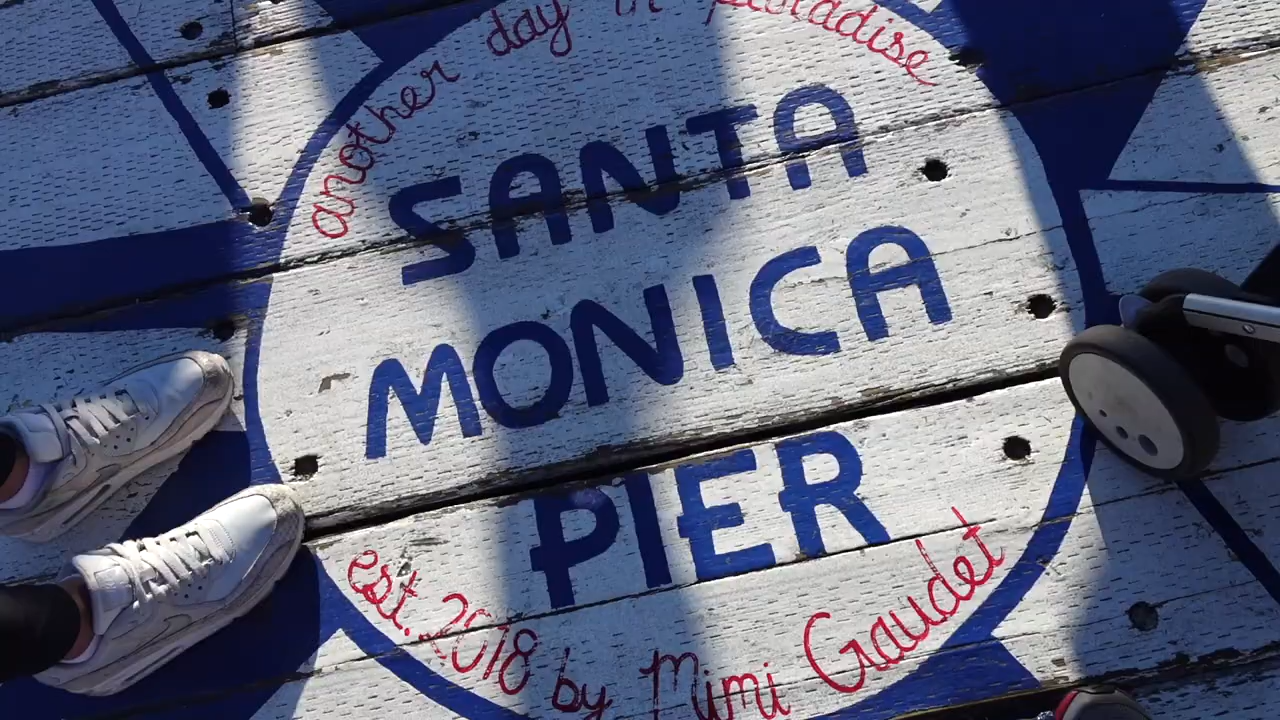 another day in paradise
SANTA
MONICA
PIER
est. 2018 by Mimi Gaudet